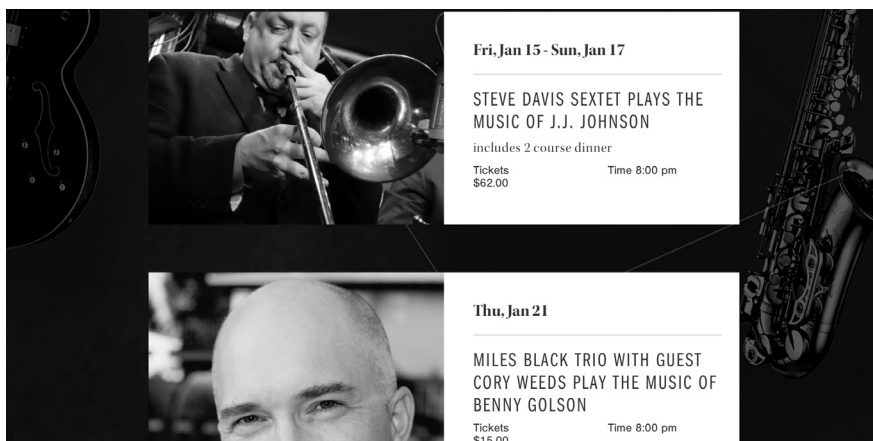 Fri, Jan 15 - Sun, Jan 17
STEVE DAVIS SEXTET PLAYS THE
MUSIC OF J.J. JOHNSON
includes 2 course dinner
Tickets Time 8:00 pm
$62.00
Thu, Jan 21
MILES BLACK TRIO WITH GUEST
CORY WEEDS PLAY THE MUSIC OF
BENNY GOLSON
Tickets Time 8:00 pm
$15.00